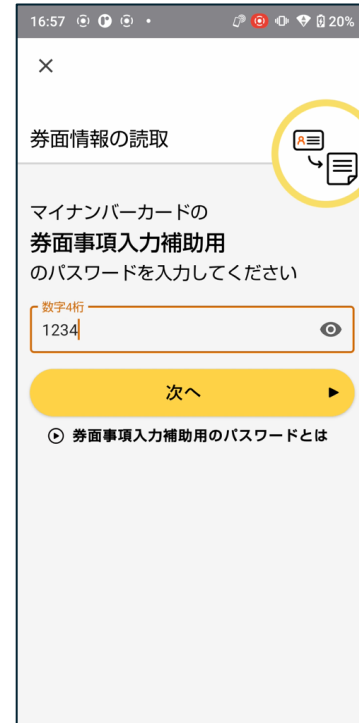 16:57
20%
券面情報の読取
マイナンバーカードの
券面事項入力補助用
のパスワードを入力してください
数字4桁
1234
次へ
券面事項入力補助用のパスワードとは